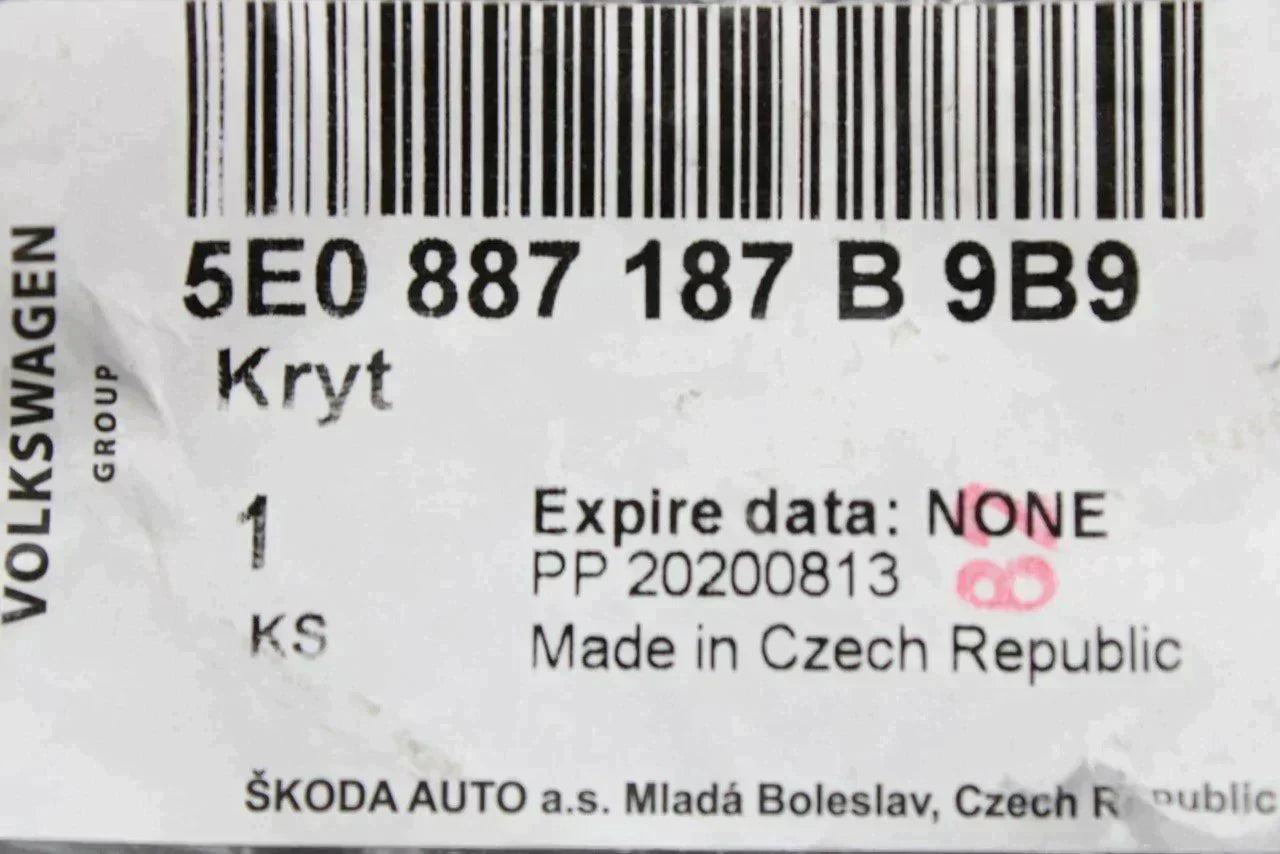 5E0 887 187 B 9B9
Kryt
VOLKSWAGEN
GROUP
1
KS
Expire data: NONE
PP 20200813
Made in Czech Republic
ŠKODA AUTO a.s. Mladá Boleslav, Czech